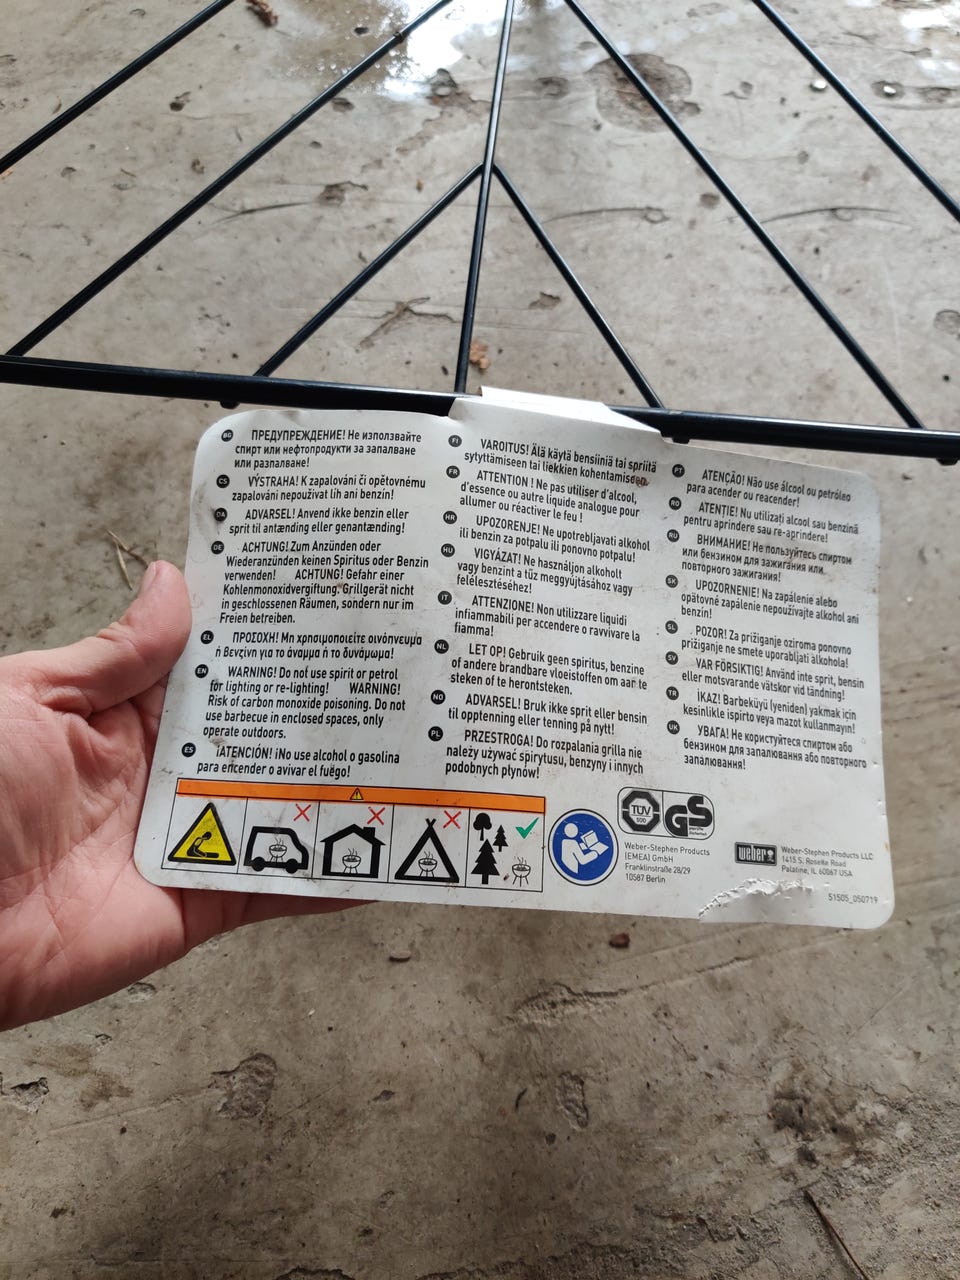 BG ПРЕДУПРЕЖДЕНИЕ! Не използвайте
спирт или нефтопродукти за запалване
или разпалване!
CS VÝSTRAHA! K zapalování či opětovnému
zapalování nepoužívat líh ani benzín!
DA ADVARSEL! Anvend ikke benzin eller
sprit til antænding eller genantænding!
DE ACHTUNG! Zum Anzünden oder
Wiederanzünden keinen Spiritus oder Benzin
verwenden! ACHTUNG! Gefahr einer
Kohlenmonoxidvergiftung. Grillgerät nicht
in geschlossenen Räumen, sondern nur im
Freien betreiben.
EL ΠΡΟΣΟΧΗ! Μη χρησιμοποιείτε οινόπνευμα
ή βενζίνη για το άναμμα ή το δυνάμωμα!
EN WARNING! Do not use spirit or petrol
for lighting or re-lighting! WARNING!
Risk of carbon monoxide poisoning. Do not
use barbecue in enclosed spaces, only
operate outdoors.
ES ¡ATENCIÓN! ¡No use alcohol o gasolina
para encender o avivar el fuego!
FI VAROITUS! Älä käytä bensiiniä tai spriitä
sytyttämiseen tai liekkien kohentamiseen.
FR ATTENTION ! Ne pas utiliser d'alcool,
d'essence ou autre liquide analogue pour
allumer ou réactiver le feu !
HR UPOZORENJE! Ne upotrebljavati alkohol
ili benzin za potpalu ili ponovno potpalu!
HU VIGYÁZAT! Ne használjon alkoholt
vagy benzint a tűz meggyújtásához vagy
felélesztéséhez!
IT ATTENZIONE! Non utilizzare liquidi
infiammabili per accendere o ravvivare la
fiamma!
NL LET OP! Gebruik geen spiritus, benzine
of andere brandbare vloeistoffen om aan te
steken of te herontsteken.
NO ADVARSEL! Bruk ikke sprit eller bensin
til opptenning eller tenning på nytt!
PL PRZESTROGA! Do rozpalania grilla nie
należy używać spirytusu, benzyny i innych
podobnych płynów!
PT ATENÇÃO! Não use álcool ou petróleo
para acender ou reacender!
RO ATENȚIE! Nu utilizați alcool sau benzină
pentru aprindere sau re-aprindere!
RU ВНИМАНИЕ! Не пользуйтесь спиртом
или бензином для зажигания или
повторного зажигания!
SK UPOZORNENIE! Na zapálenie alebo
opätovné zapálenie nepoužívajte alkohol ani
benzín!
SL POZOR! Za prižiganje oziroma ponovno
prižiganje ne smete uporabljati alkohola!
SV VAR FÖRSIKTIG! Använd inte sprit, bensin
eller motsvarande vätskor vid tändning!
TR İKAZ! Barbeküyü (yeniden) yakmak için
kesinlikle ispirto veya mazot kullanmayın!
UK УВАГА! Не користуйтеся спиртом або
бензином для запалювання або повторного
запалювання!
TÜV
SÜD
GS
geprüfte
Sicherheit
Weber-Stephen Products
(EMEA) GmbH
Franklinstraße 28/29
10587 Berlin
weber
Weber-Stephen Products LLC
1415 S. Roselle Road
Palatine, IL 60067 USA
51505_050719